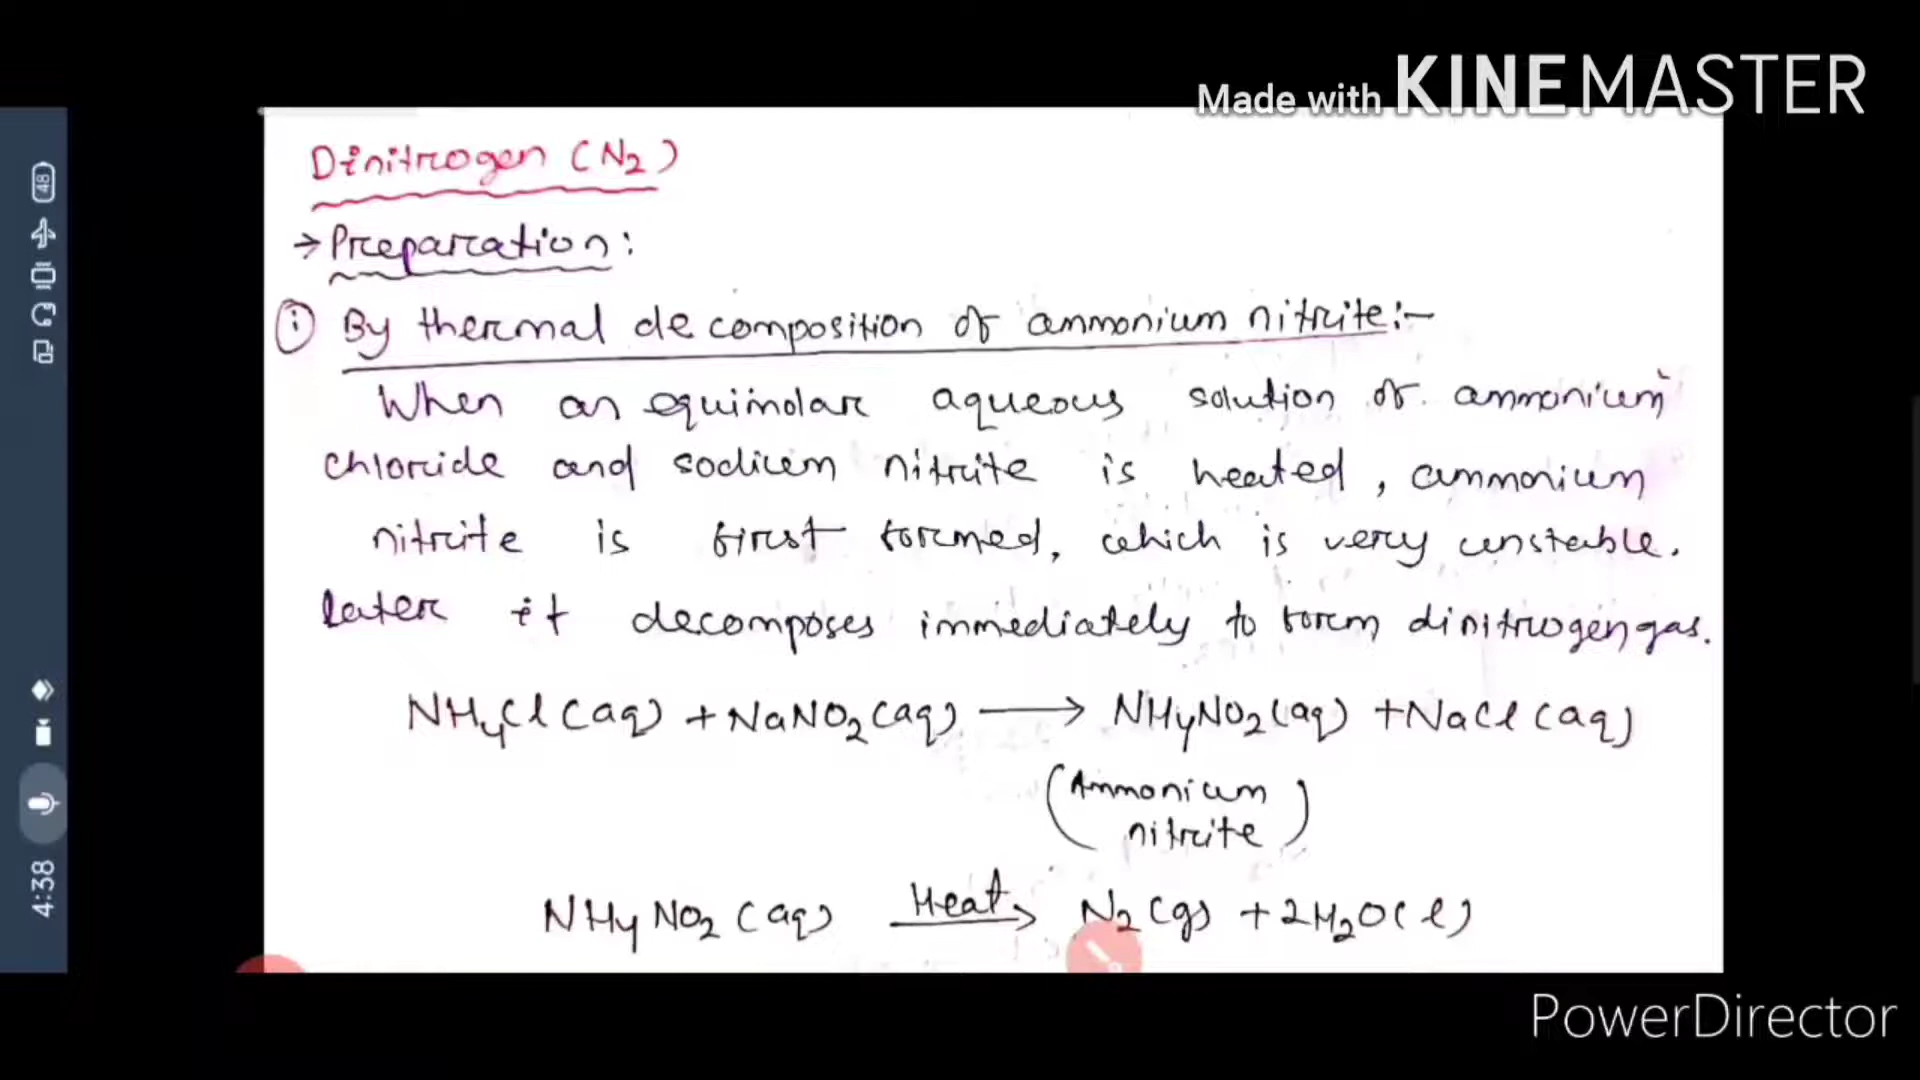 Made with KINEMASTER
48
Dinitrogen (N2)
→ Preparation:
i By thermal decomposition of ammonium nitrite:-
When an equimolar aqueous solution of ammonium
chloride and sodium nitrite is heated, ammonium
nitrite is first formed, which is very unstable.
later it decomposes immediately to form dinitrogen gas.
NH4Cl (aq) + NaNO2 (aq) ⟶ NH4NO2 (aq) + NaCl (aq)
(Ammonium
nitrite)
NH4NO2 (aq) Heat⟶ N2 (g) + 2H2O (l)
4:38
PowerDirector